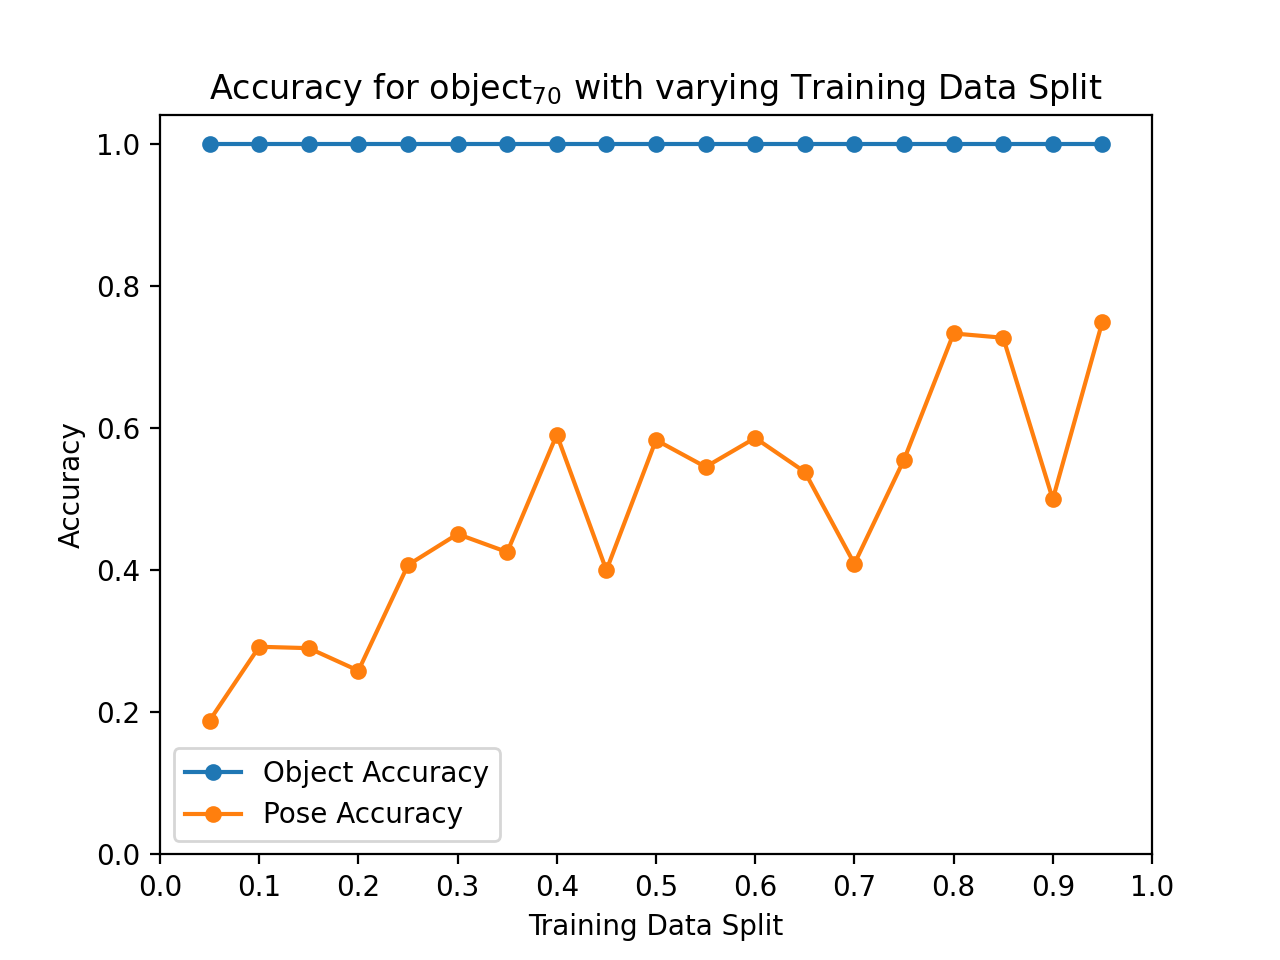 Accuracy for object₇₀ with varying Training Data Split
1.0
0.8
0.6
0.4
0.2
0.0
Accuracy
Object Accuracy
Pose Accuracy
0.0 0.1 0.2 0.3 0.4 0.5 0.6 0.7 0.8 0.9 1.0
Training Data Split